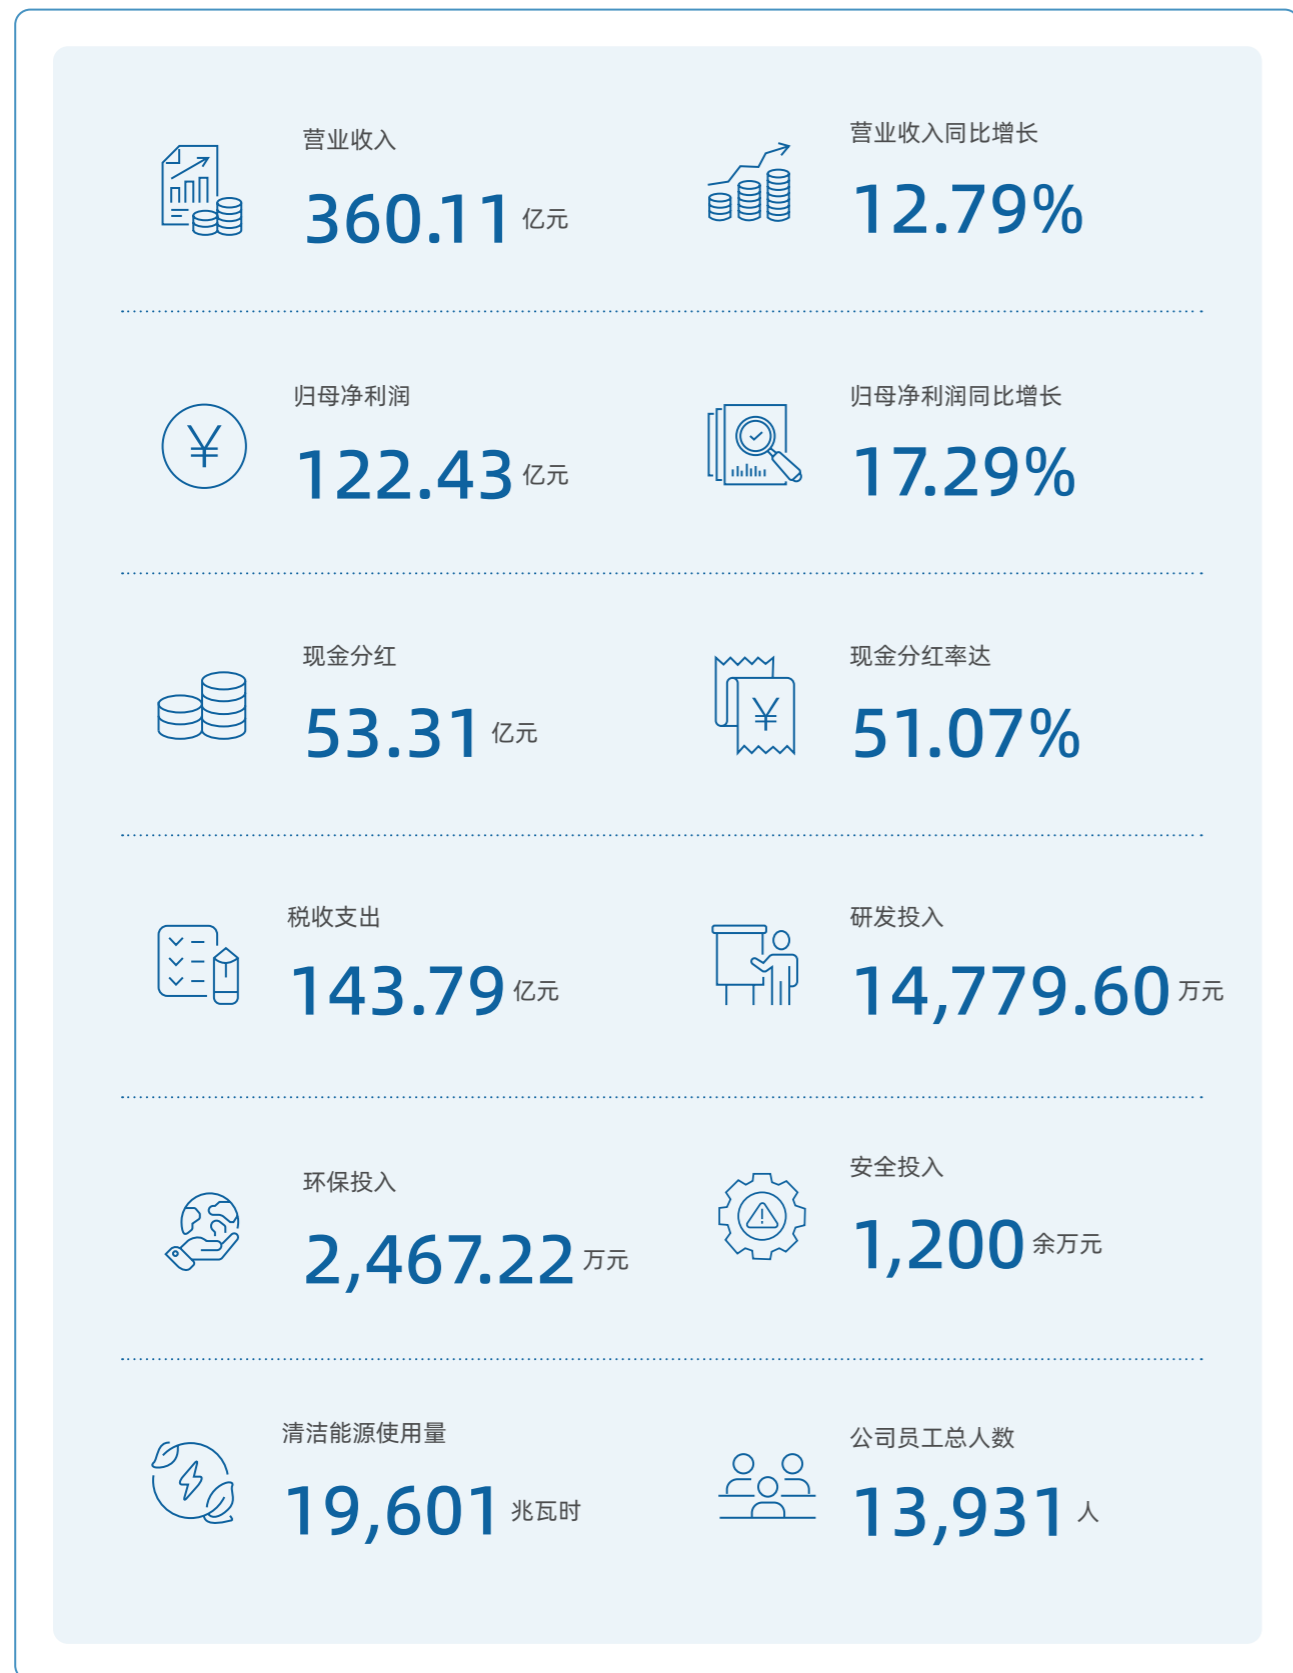 营业收入
360.11 亿元
营业收入同比增长
12.79%
归母净利润
122.43 亿元
归母净利润同比增长
17.29%
现金分红
53.31 亿元
现金分红率达
51.07%
税收支出
143.79 亿元
研发投入
14,779.60 万元
环保投入
2,467.22 万元
安全投入
1,200 余万元
清洁能源使用量
19,601 兆瓦时
公司员工总人数
13,931 人